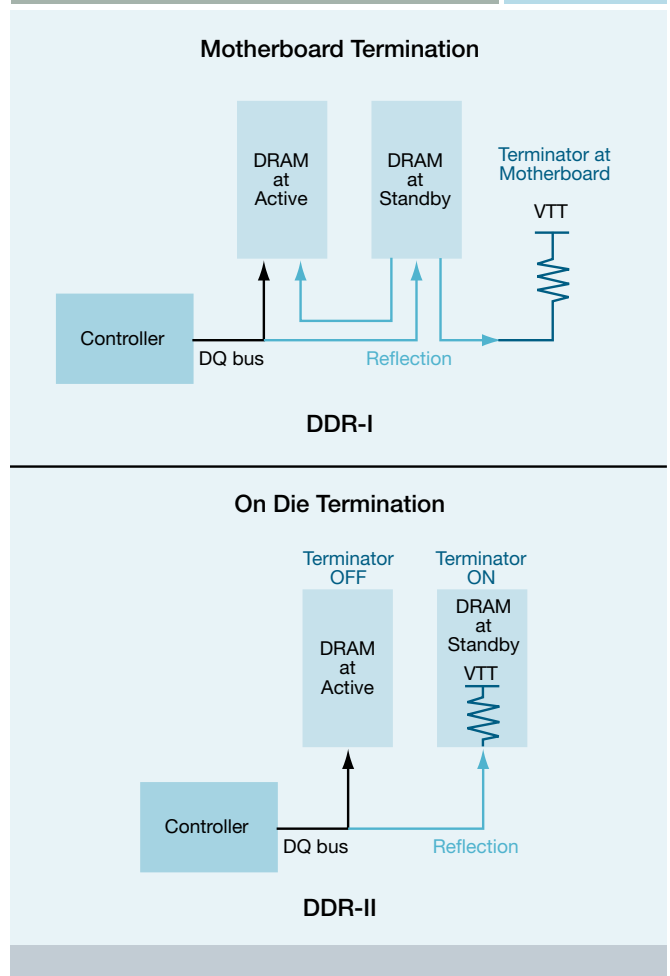 Motherboard Termination
DRAM
at
Active
DRAM
at
Standby
Terminator at
Motherboard
VTT
Controller
DQ bus
Reflection
DDR-I
On Die Termination
Terminator
OFF
Terminator
ON
DRAM
at
Active
DRAM
at
Standby
VTT
Controller
DQ bus
Reflection
DDR-II